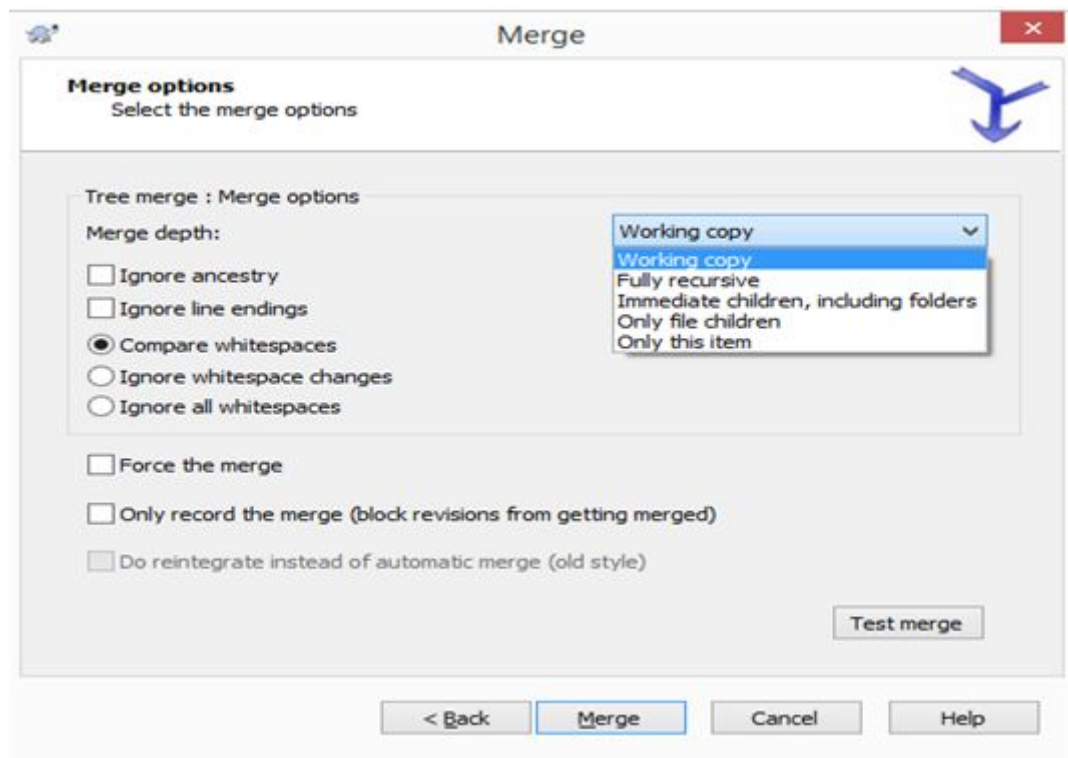 Merge
Merge options
Select the merge options
Tree merge : Merge options
Merge depth:
Working copy
Working copy
Fully recursive
Immediate children, including folders
Only file children
Only this item
Ignore ancestry
Ignore line endings
Compare whitespaces
Ignore whitespace changes
Ignore all whitespaces
Force the merge
Only record the merge (block revisions from getting merged)
Do reintegrate instead of automatic merge (old style)
Test merge
< Back
Merge
Cancel
Help